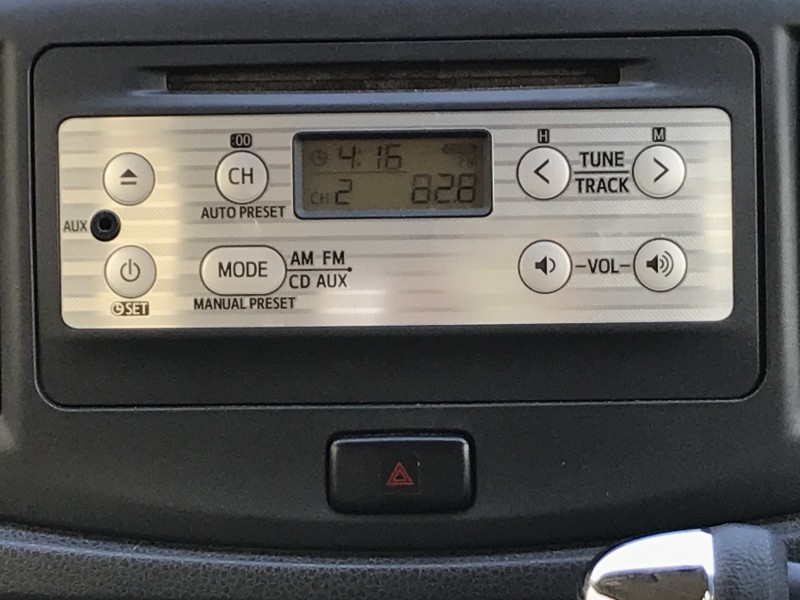 :00
H
M
4:16
FM
CH
TUNE
TRACK
CH 2
82.8
AUTO PRESET
AUX
MODE
AM FM
CD AUX
-VOL-
MANUAL PRESET
SET